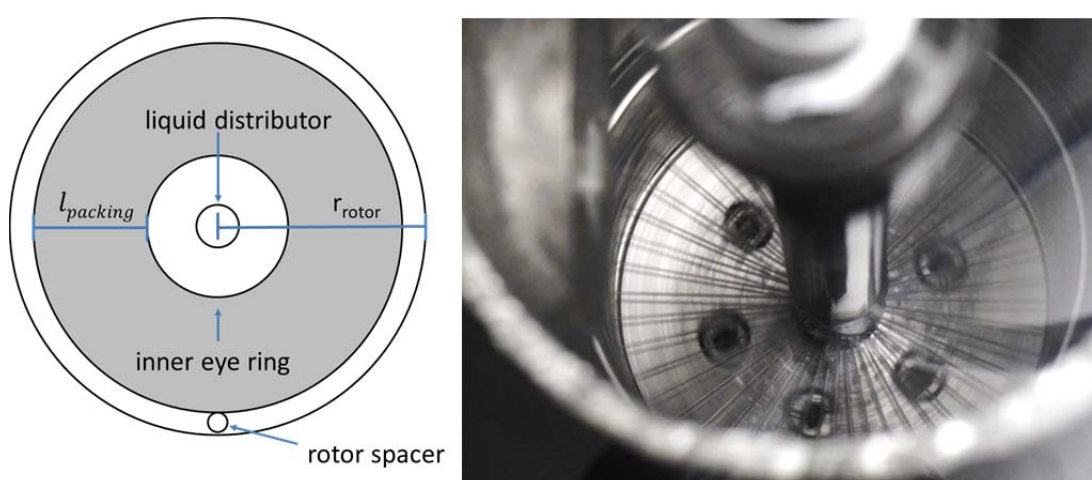 liquid distributor
l_packing
r_rotor
inner eye ring
rotor spacer